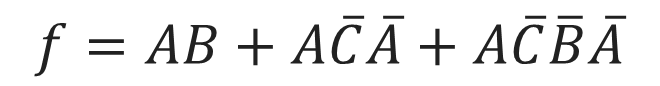 f = AB + AC̅A̅ + AC̅B̅A̅